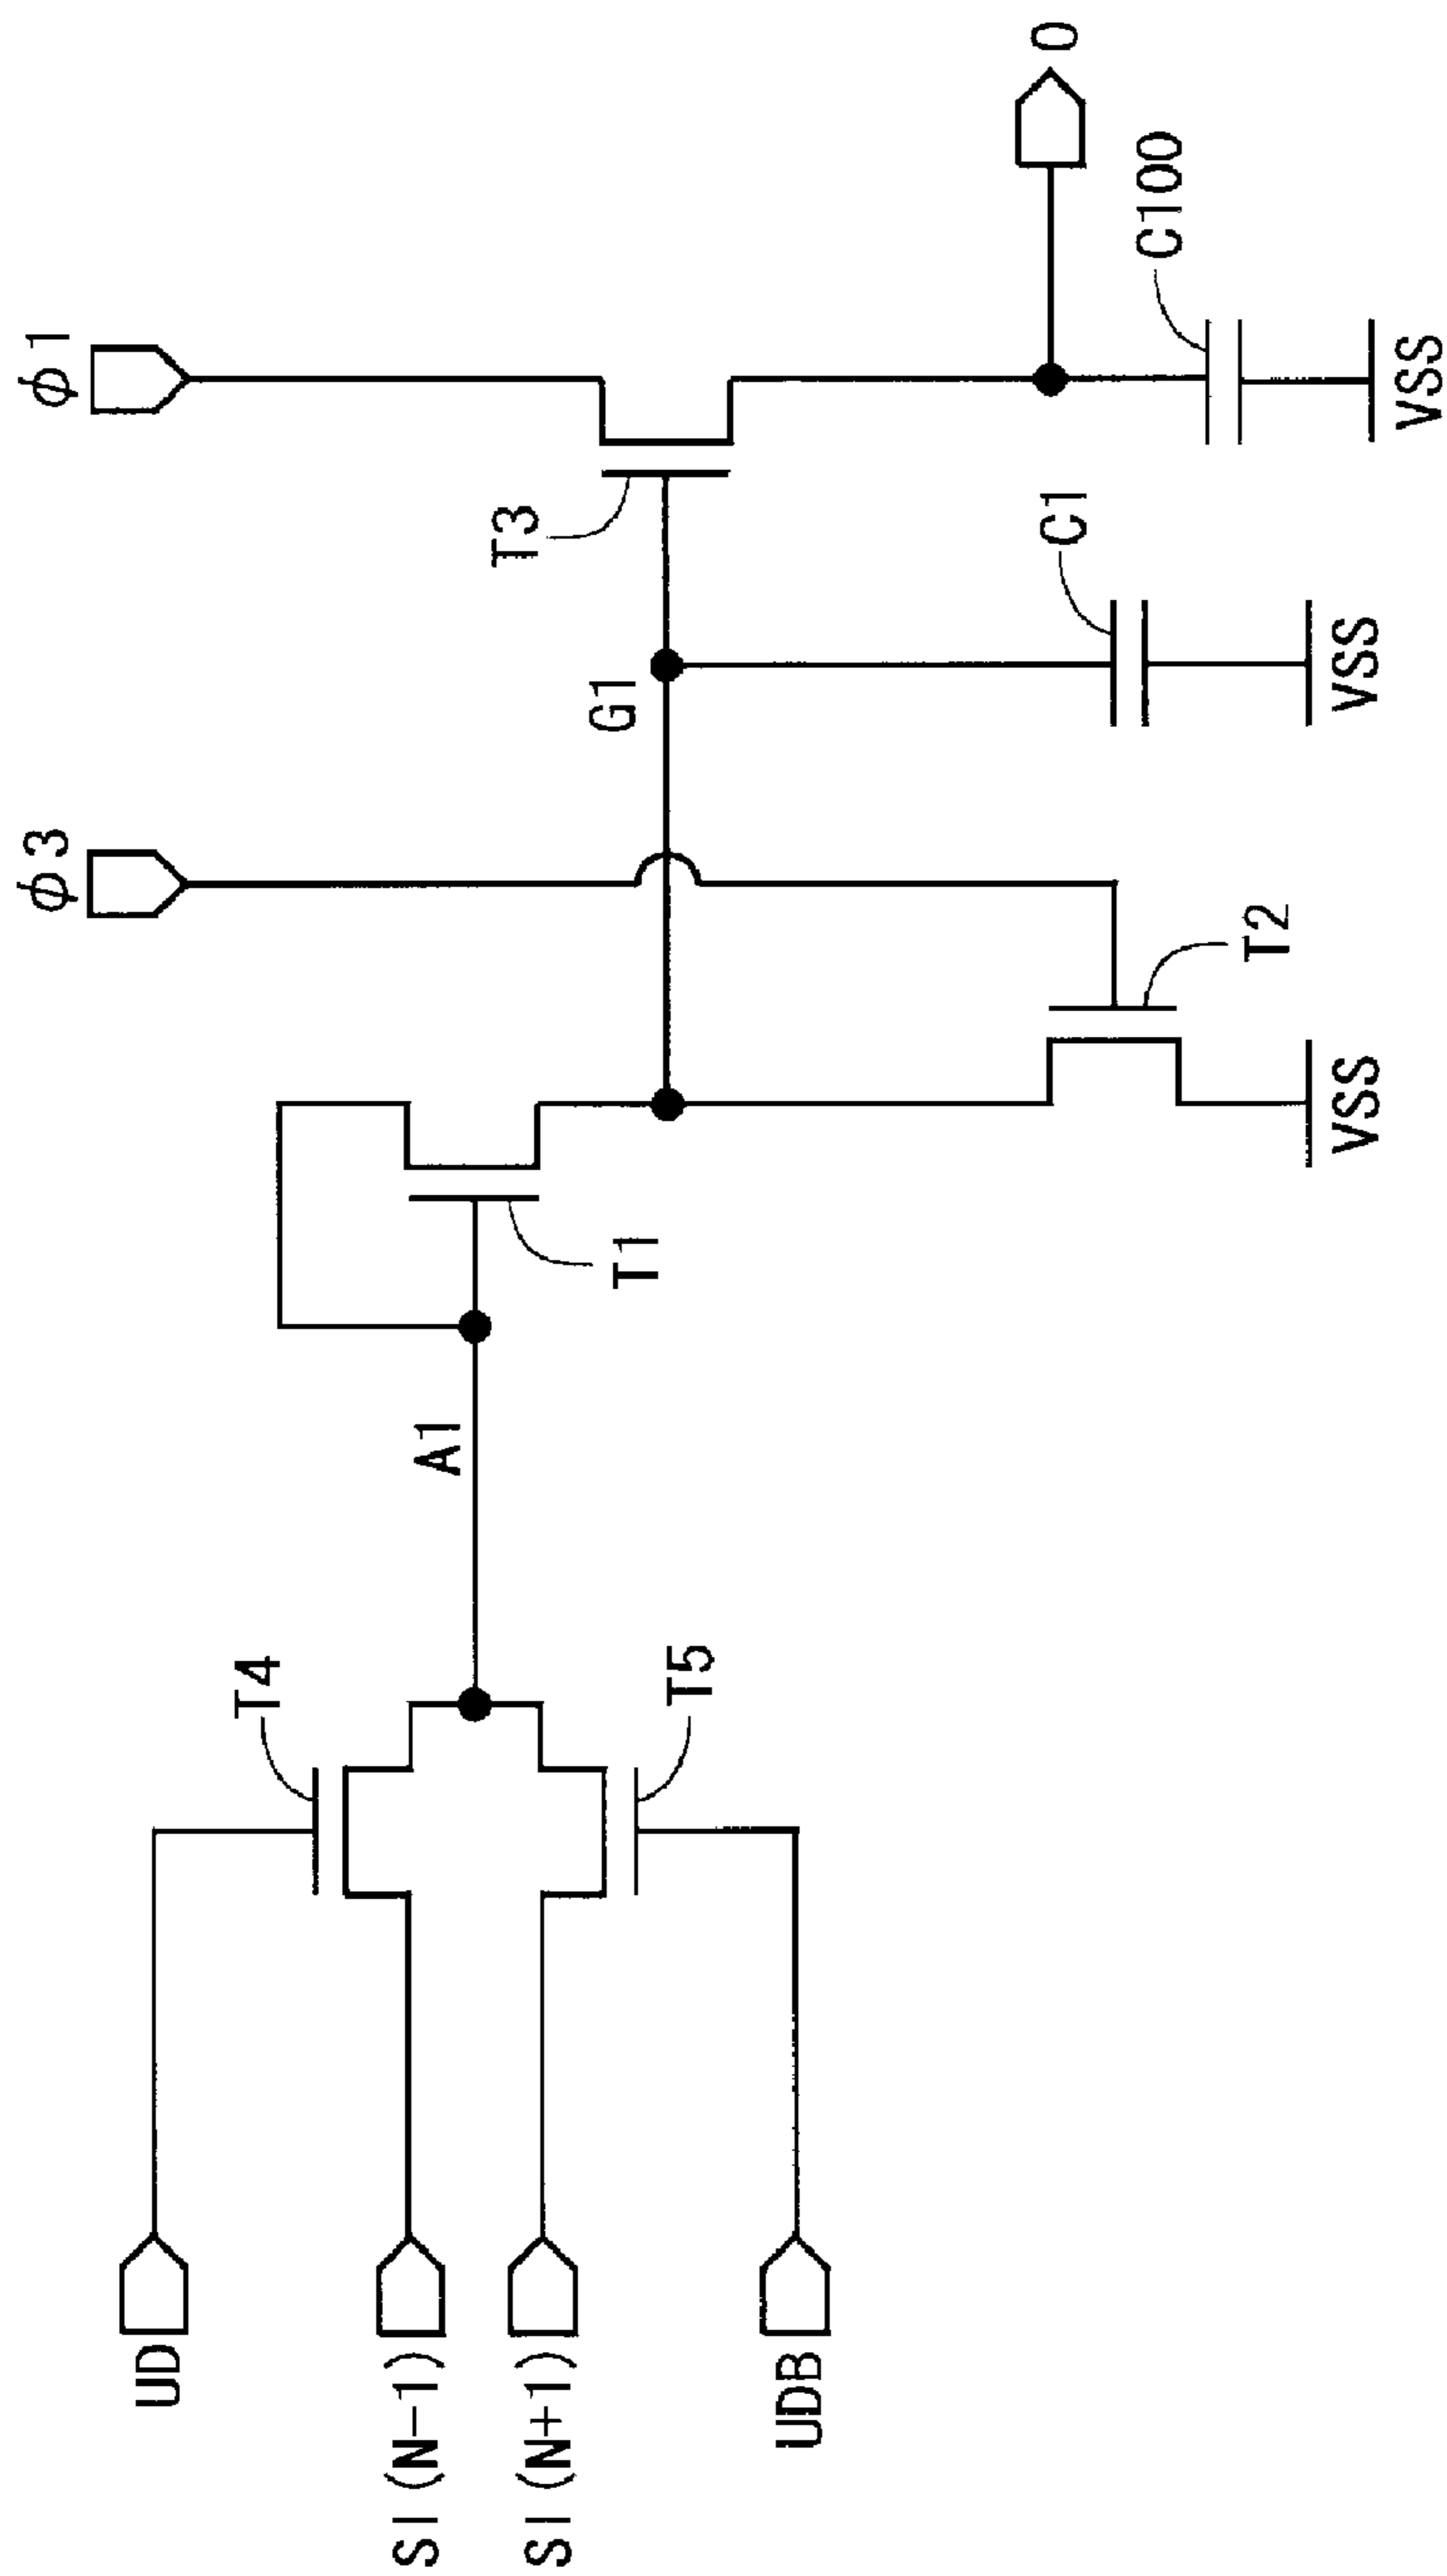 UD
SI(N-1)
SI(N+1)
UDB
T4
T5
A1
T1
T2
VSS
φ3
G1
T3
C1
VSS
φ1
O
C100
VSS